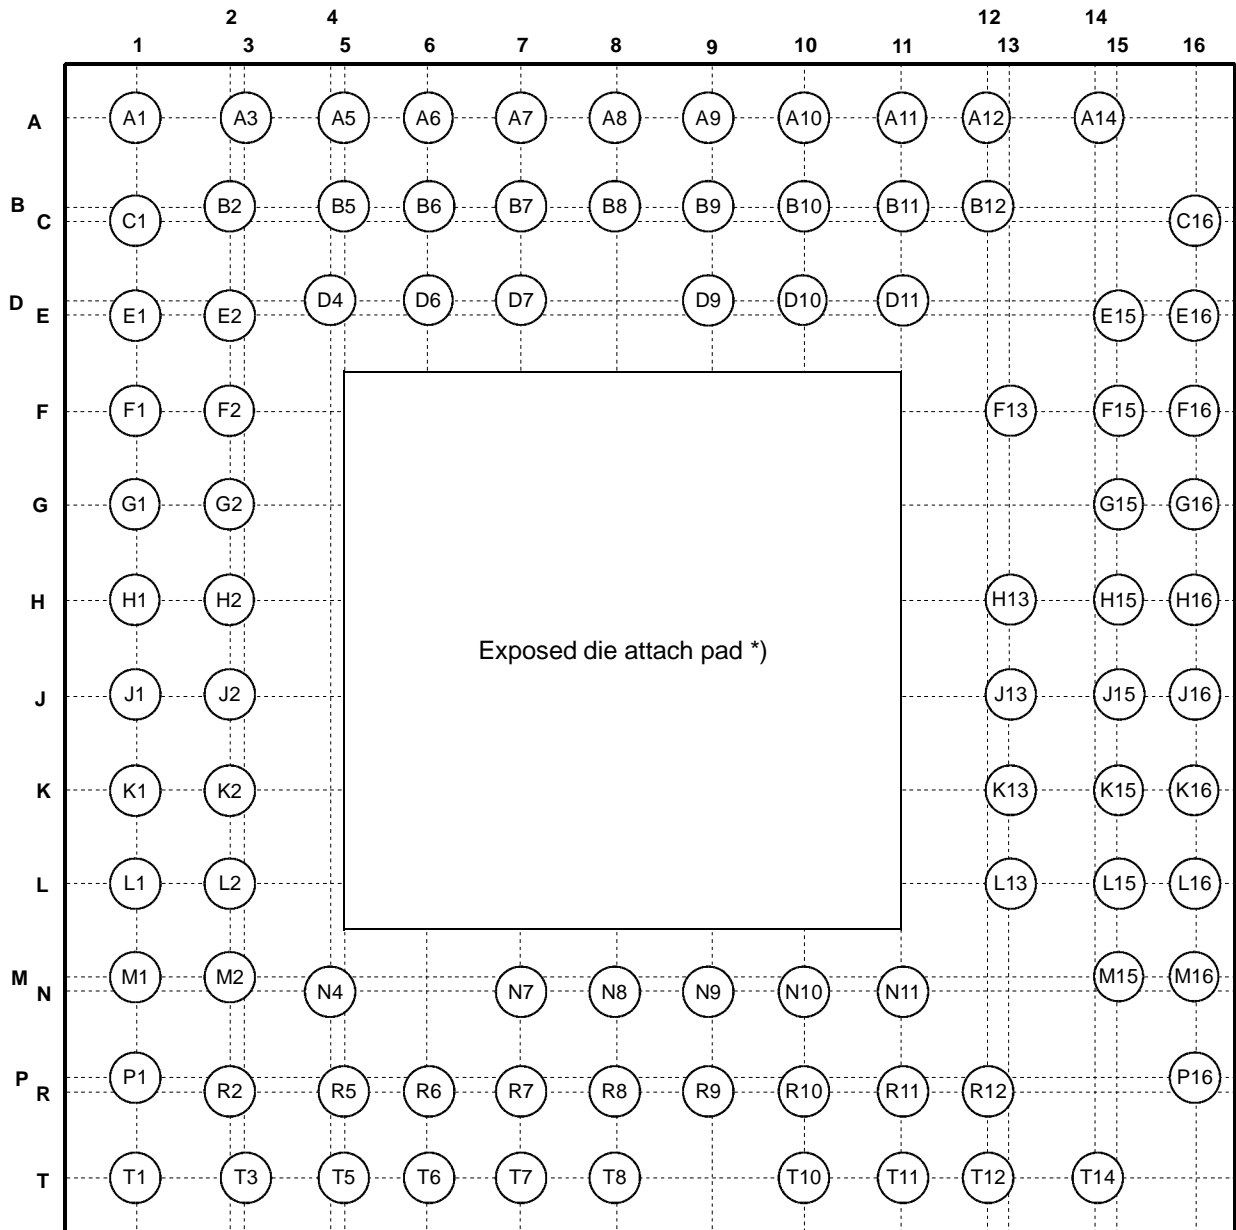 2 4 12 14
1 3 5 6 7 8 9 10 11 13 15 16
A A1 A3 A5 A6 A7 A8 A9 A10 A11 A12 A14
B B2 B5 B6 B7 B8 B9 B10 B11 B12
C C1 C16
D D4 D6 D7 D9 D10 D11
E E1 E2 E15 E16
F F1 F2 F13 F15 F16
G G1 G2 G15 G16
H H1 H2 H13 H15 H16
Exposed die attach pad *)
J J1 J2 J13 J15 J16
K K1 K2 K13 K15 K16
L L1 L2 L13 L15 L16
M M1 M2 M15 M16
N N4 N7 N8 N9 N10 N11
P P1 P16
R R2 R5 R6 R7 R8 R9 R10 R11 R12
T T1 T3 T5 T6 T7 T8 T10 T11 T12 T14